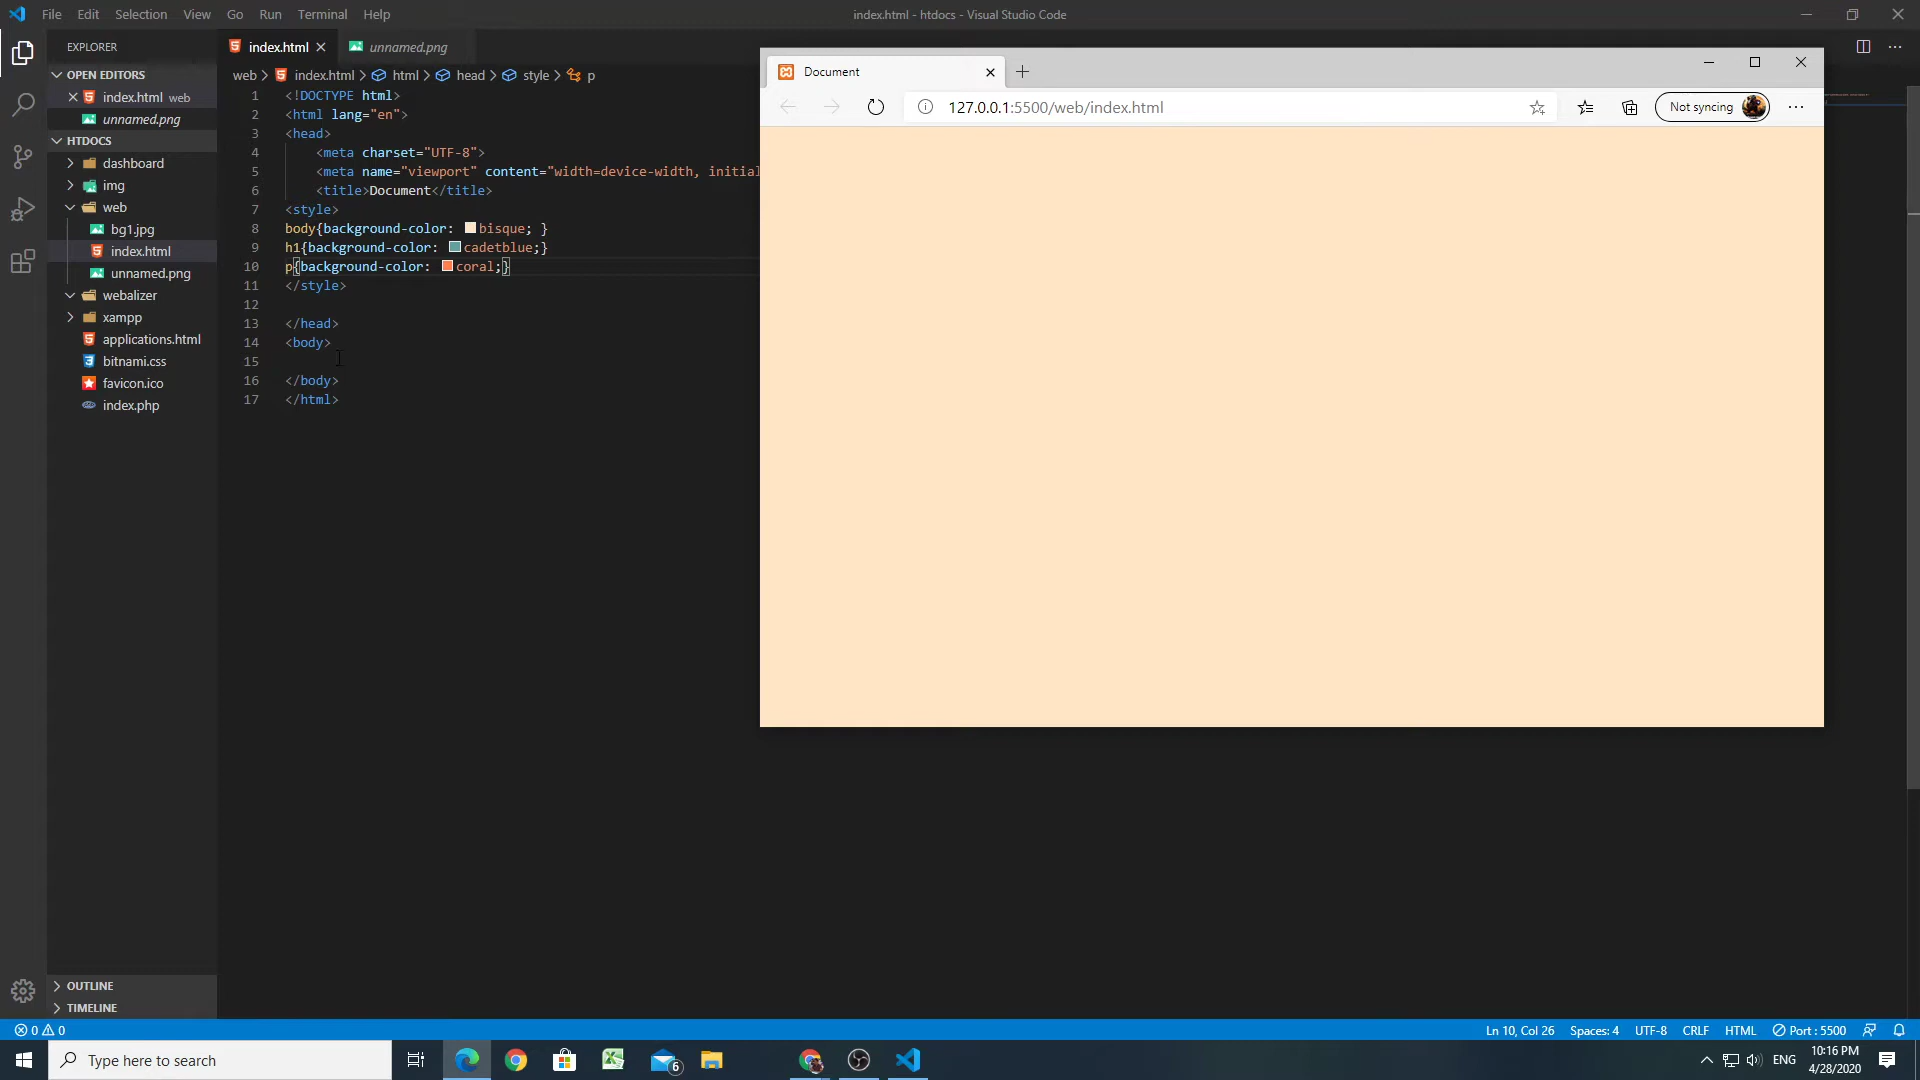 File Edit Selection View Go Run Terminal Help
index.html - htdocs - Visual Studio Code
EXPLORER
OPEN EDITORS
index.html web
unnamed.png
HTDOCS
dashboard
img
web
bg1.jpg
index.html
unnamed.png
webalizer
xampp
applications.html
bitnami.css
favicon.ico
index.php
OUTLINE
TIMELINE
index.html
unnamed.png
web > index.html > html > head > style > p
1 <!DOCTYPE html>
2 <html lang="en">
3 <head>
4 <meta charset="UTF-8">
5 <meta name="viewport" content="width=device-width, initial
6 <title>Document</title>
7 <style>
8 body{background-color: bisque; }
9 h1{background-color: cadetblue;}
10 p{background-color: coral;}
11 </style>
12
13 </head>
14 <body>
15
16 </body>
17 </html>
Document
127.0.0.1:5500/web/index.html
Not syncing
0 0
Ln 10, Col 26 Spaces: 4 UTF-8 CRLF HTML Port : 5500
Type here to search
6
ENG
10:16 PM
4/28/2020